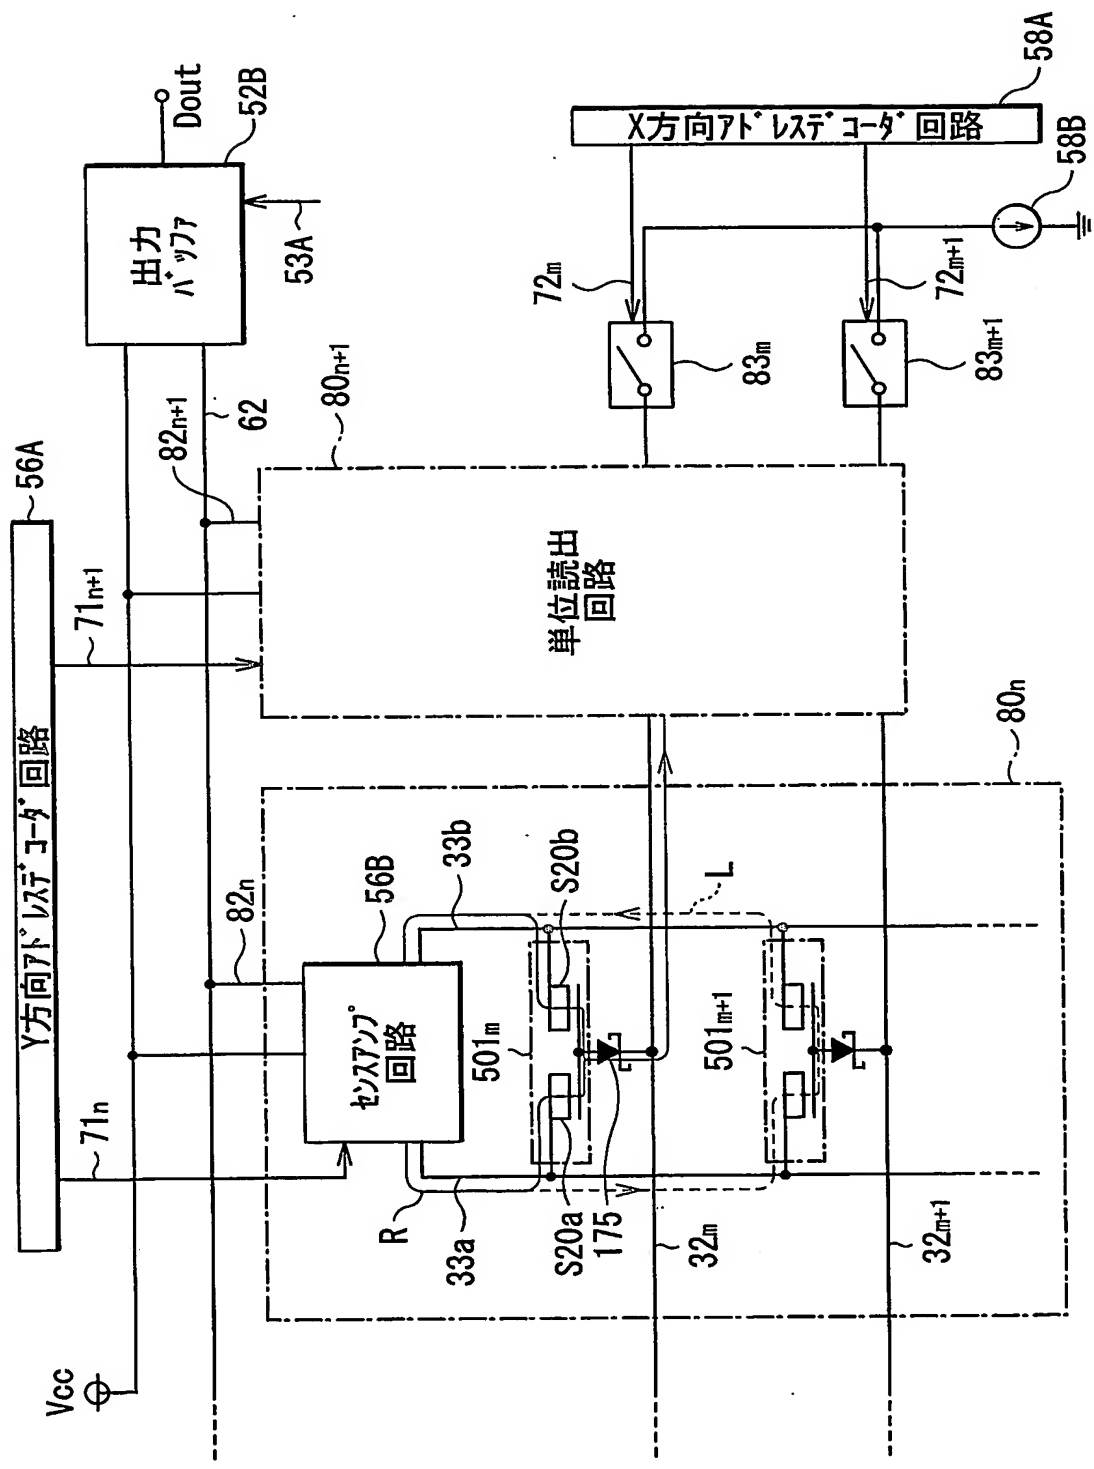 Y方向アドレスデコーダ回路
56A
71n
71n+1
Vcc
82n
82n+1
62
出力
バッファ
Dout
52B
53A
センスアンプ
回路
56B
33b
R
33a
501m
S20a
S20b
175
L
501m+1
32m
32m+1
80n
単位読出
回路
80n+1
72m
72m+1
83m
83m+1
X方向アドレスデコーダ回路
58A
58B